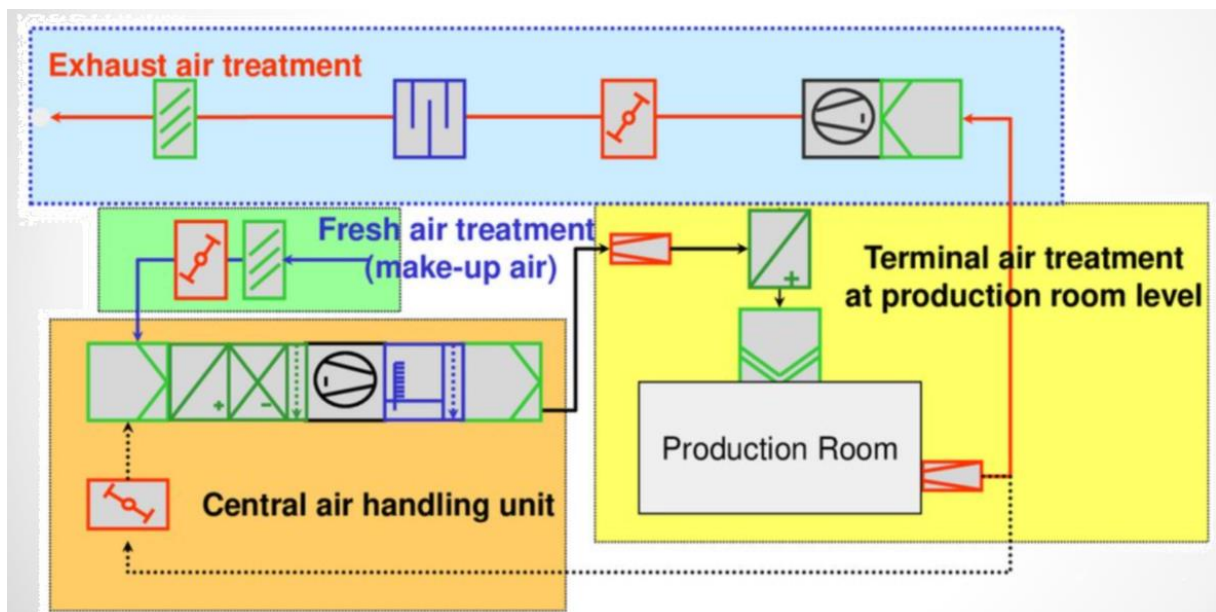 Exhaust air treatment
Fresh air treatment
(make-up air)
Terminal air treatment
at production room level
+
+
-
Production Room
Central air handling unit